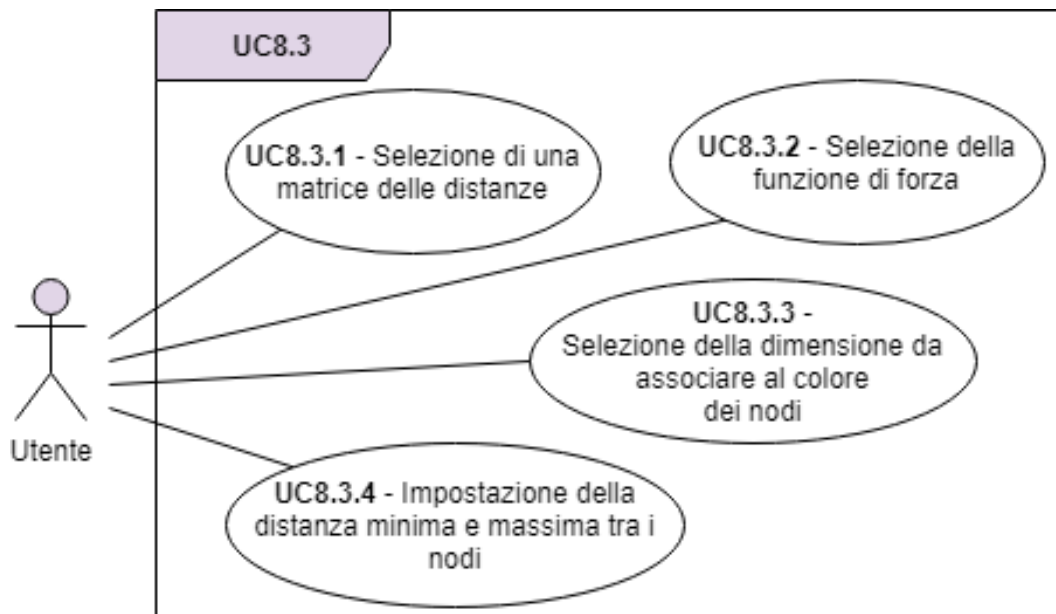 UC8.3
UC8.3.1 - Selezione di una
matrice delle distanze
UC8.3.2 - Selezione della
funzione di forza
UC8.3.3 -
Selezione della dimensione da
associare al colore
dei nodi
Utente
UC8.3.4 - Impostazione della
distanza minima e massima tra i
nodi